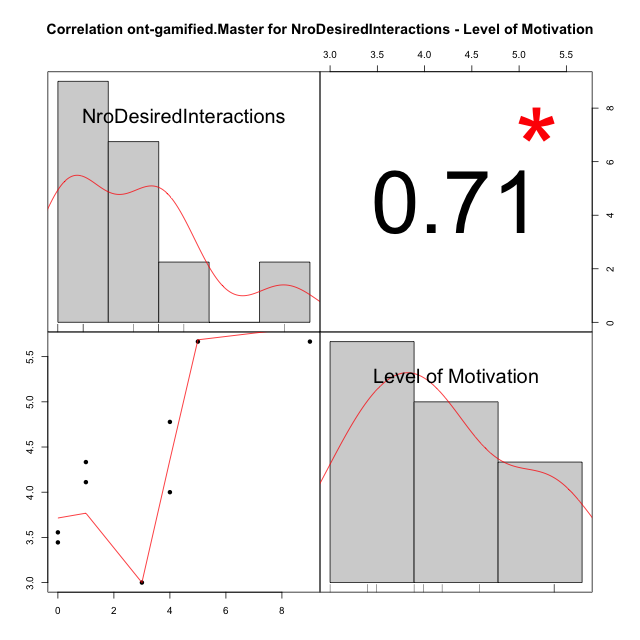 Correlation ont-gamified.Master for NroDesiredInteractions - Level of Motivation
3.0 3.5 4.0 4.5 5.0 5.5
NroDesiredInteractions
*
0.71
8
6
4
2
0
Level of Motivation
5.5
5.0
4.5
4.0
3.5
3.0
0 2 4 6 8